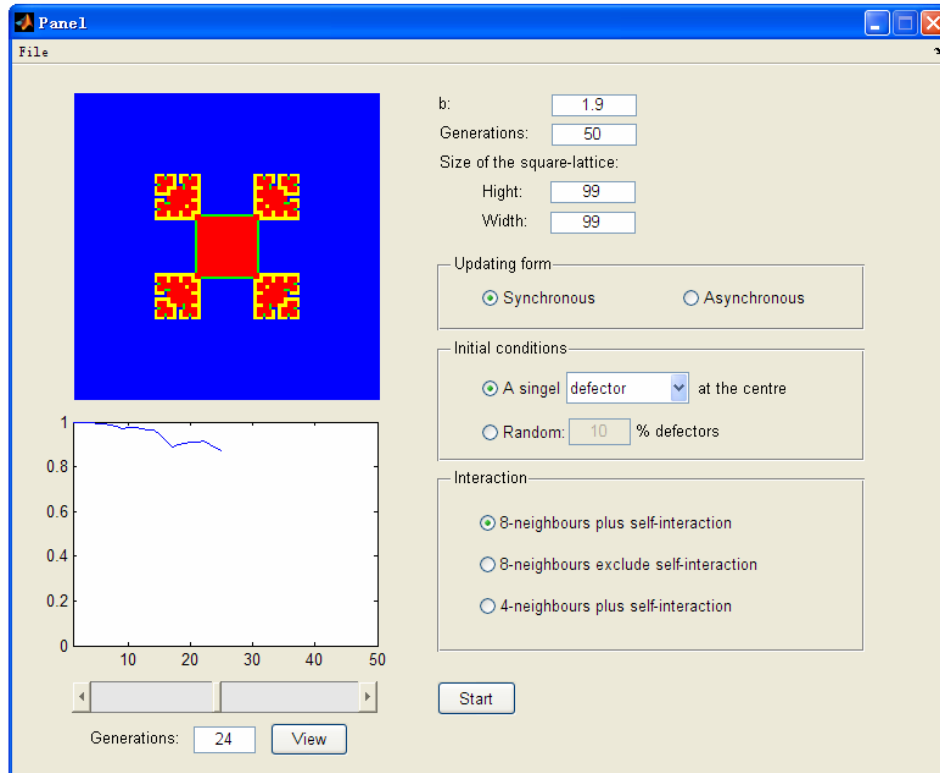 Panel
File
b: 1.9
Generations: 50
Size of the square-lattice:
Hight: 99
Width: 99
Updating form
Synchronous Asynchronous
Initial conditions
A singel defector at the centre
Random: 10 % defectors
Interaction
8-neighbours plus self-interaction
8-neighbours exclude self-interaction
4-neighbours plus self-interaction
Start
1
0.8
0.6
0.4
0.2
0
10 20 30 40 50
Generations: 24 View